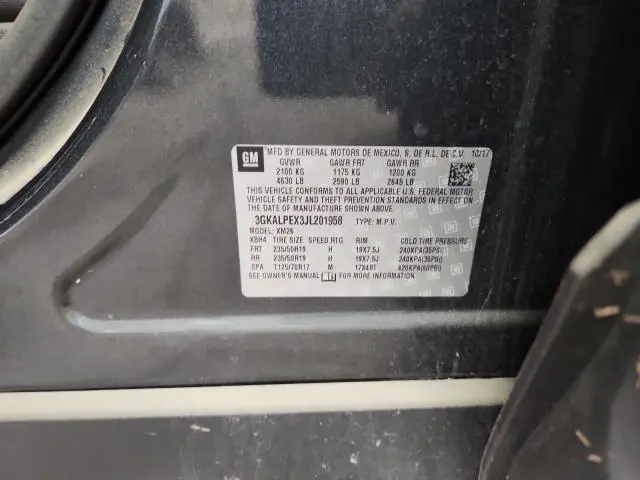 GM
MFD BY GENERAL MOTORS DE MEXICO, S. DE R.L. DE C.V. 10/17
GVWR GAWR FRT GAWR RR
2100 KG 1175 KG 1200 KG
4630 LB 2590 LB 2645 LB
THIS VEHICLE CONFORMS TO ALL APPLICABLE U.S. FEDERAL MOTOR
VEHICLE SAFETY AND THEFT PREVENTION STANDARDS IN EFFECT ON
THE DATE OF MANUFACTURE SHOWN ABOVE.
3GKALPEX3JL201958 TYPE: M.P.V.
MODEL: XM26
XBH4 TIRE SIZE SPEED RTG RIM COLD TIRE PRESSURE
FRT 235/50R19 H 19X7.5J 240KPA(35PSI)
RR 235/50R19 H 19X7.5J 240KPA(35PSI)
SPA T125/70R17 M 17X4BT 420KPA(60PSI)
SEE OWNER'S MANUAL FOR MORE INFORMATION.